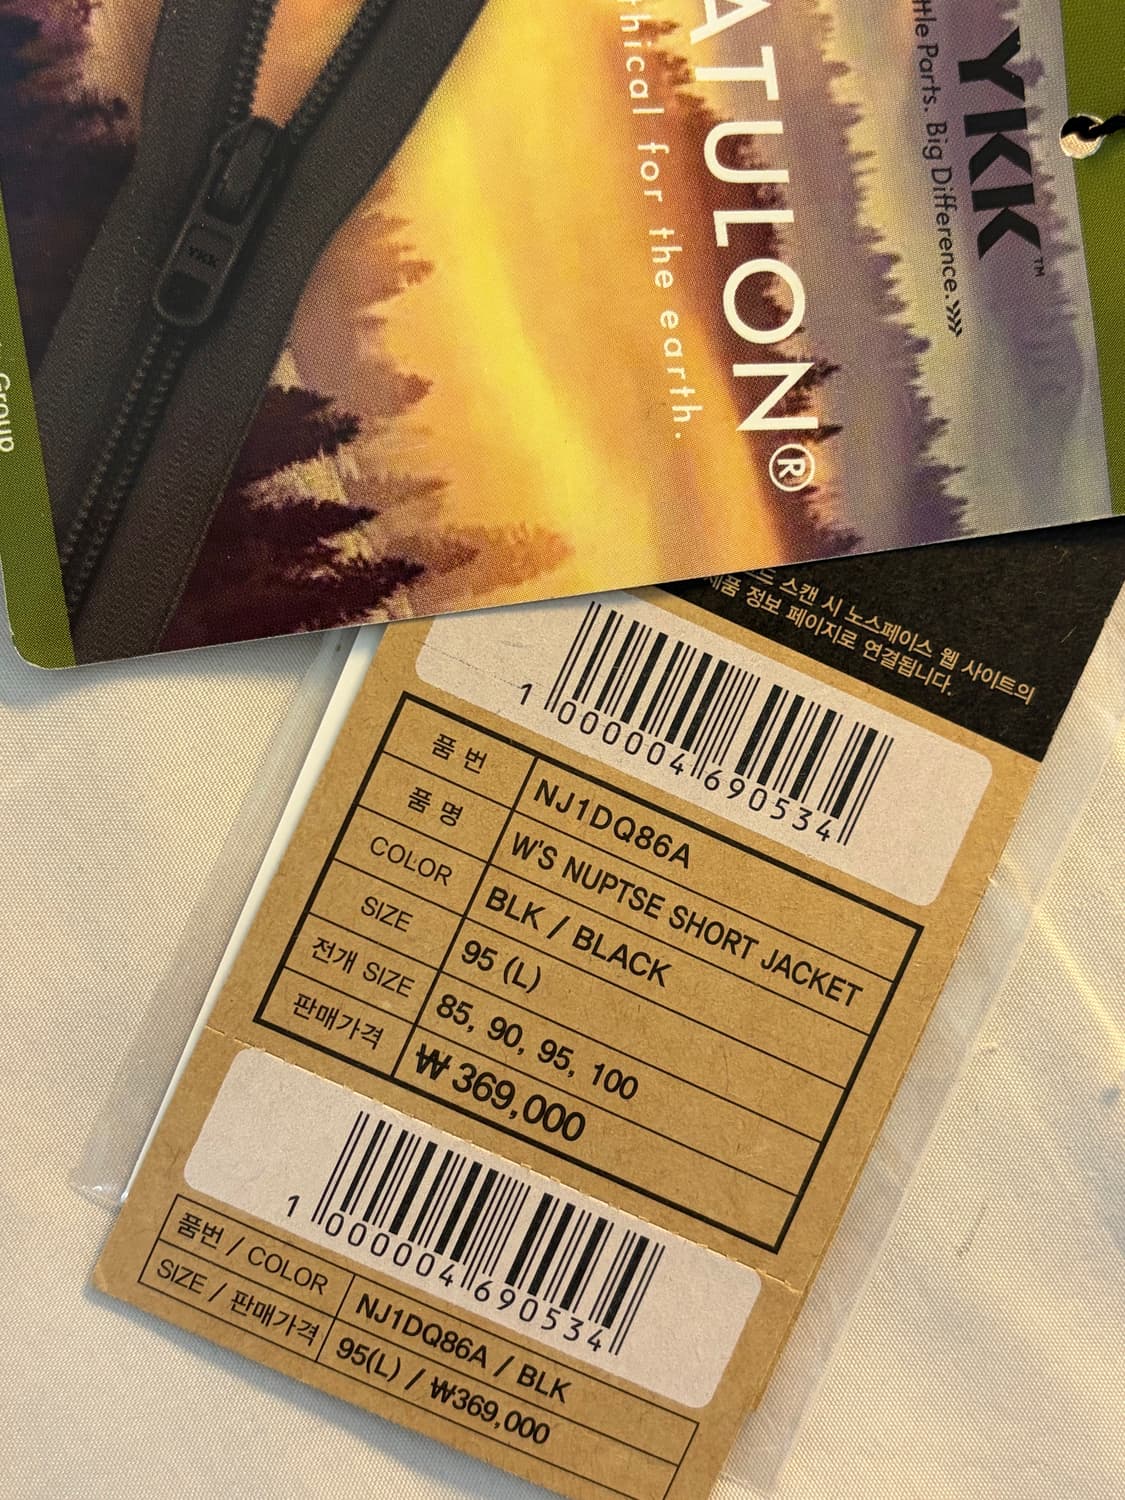 YKK™
Little Parts. Big Difference.
ATULON®
for the earth.
YKK
Group
스캔 시 노스페이스 웹 사이트의
제품 정보 페이지로 연결됩니다.
1 000004 690534
품 번 NJ1DQ86A
품 명 W'S NUPTSE SHORT JACKET
COLOR BLK / BLACK
SIZE 95 (L)
전개 SIZE 85, 90, 95, 100
판매가격 ₩ 369,000
1 000004 690534
품번 / COLOR NJ1DQ86A / BLK
SIZE / 판매가격 95(L) / ₩369,000